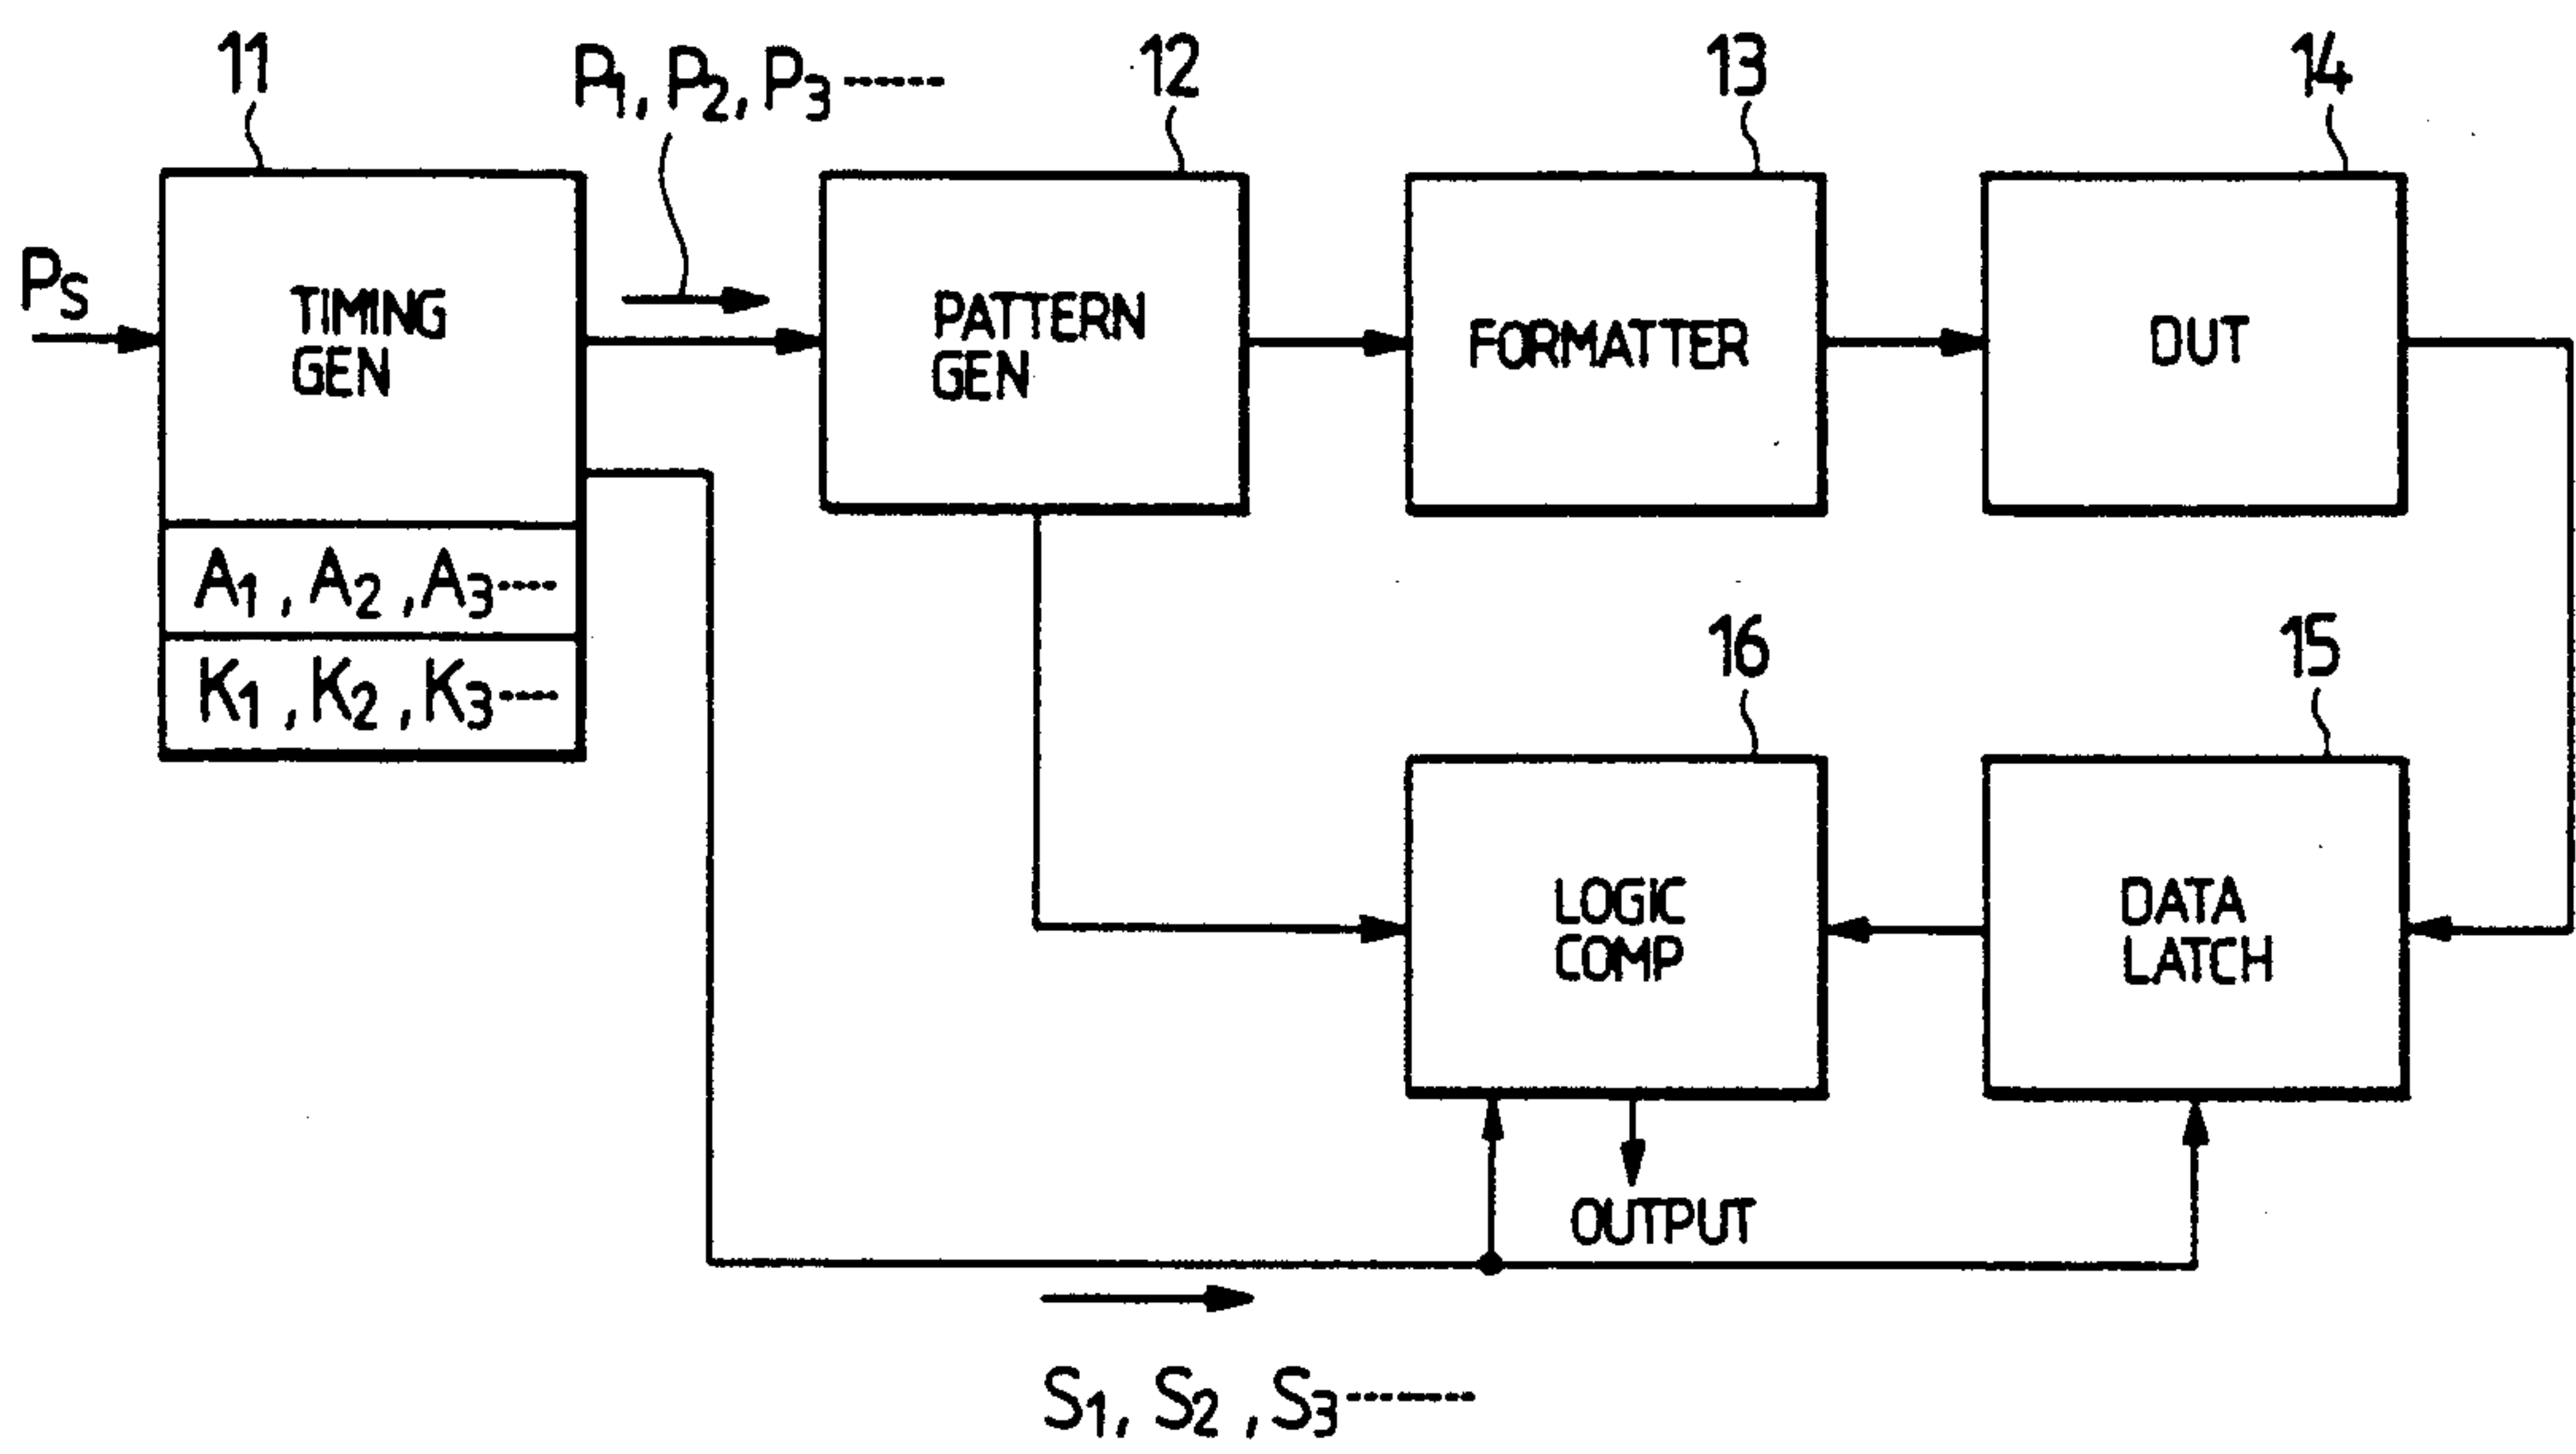 11
P1, P2, P3 ------
12
13
14
PS
TIMING
GEN
PATTERN
GEN
FORMATTER
DUT
A1, A2, A3 ----
K1, K2, K3 ----
16
15
LOGIC
COMP
DATA
LATCH
OUTPUT
S1, S2, S3 --------